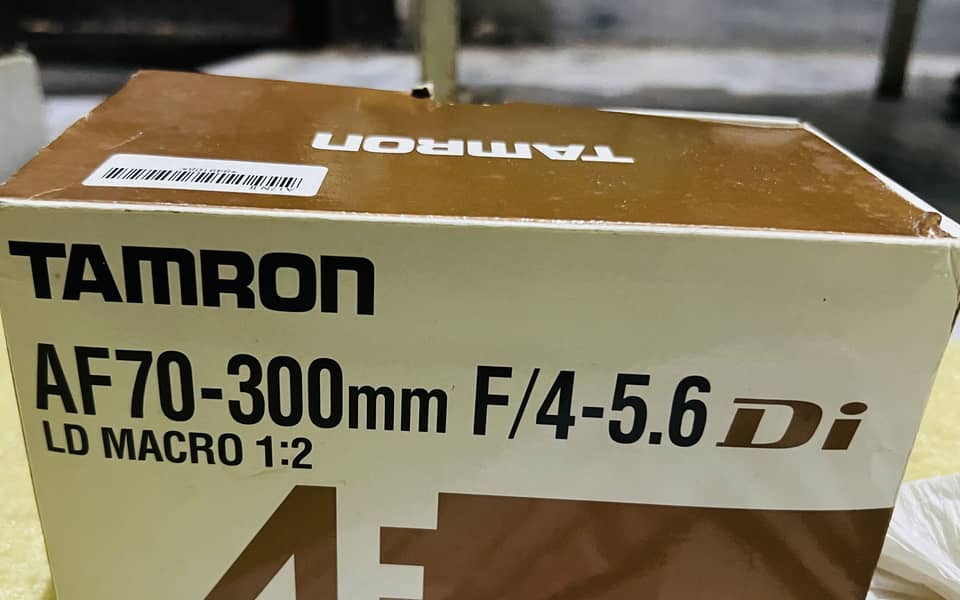 TAMRON
TAMRON
AF70-300mm F/4-5.6 Di
LD MACRO 1:2
AF